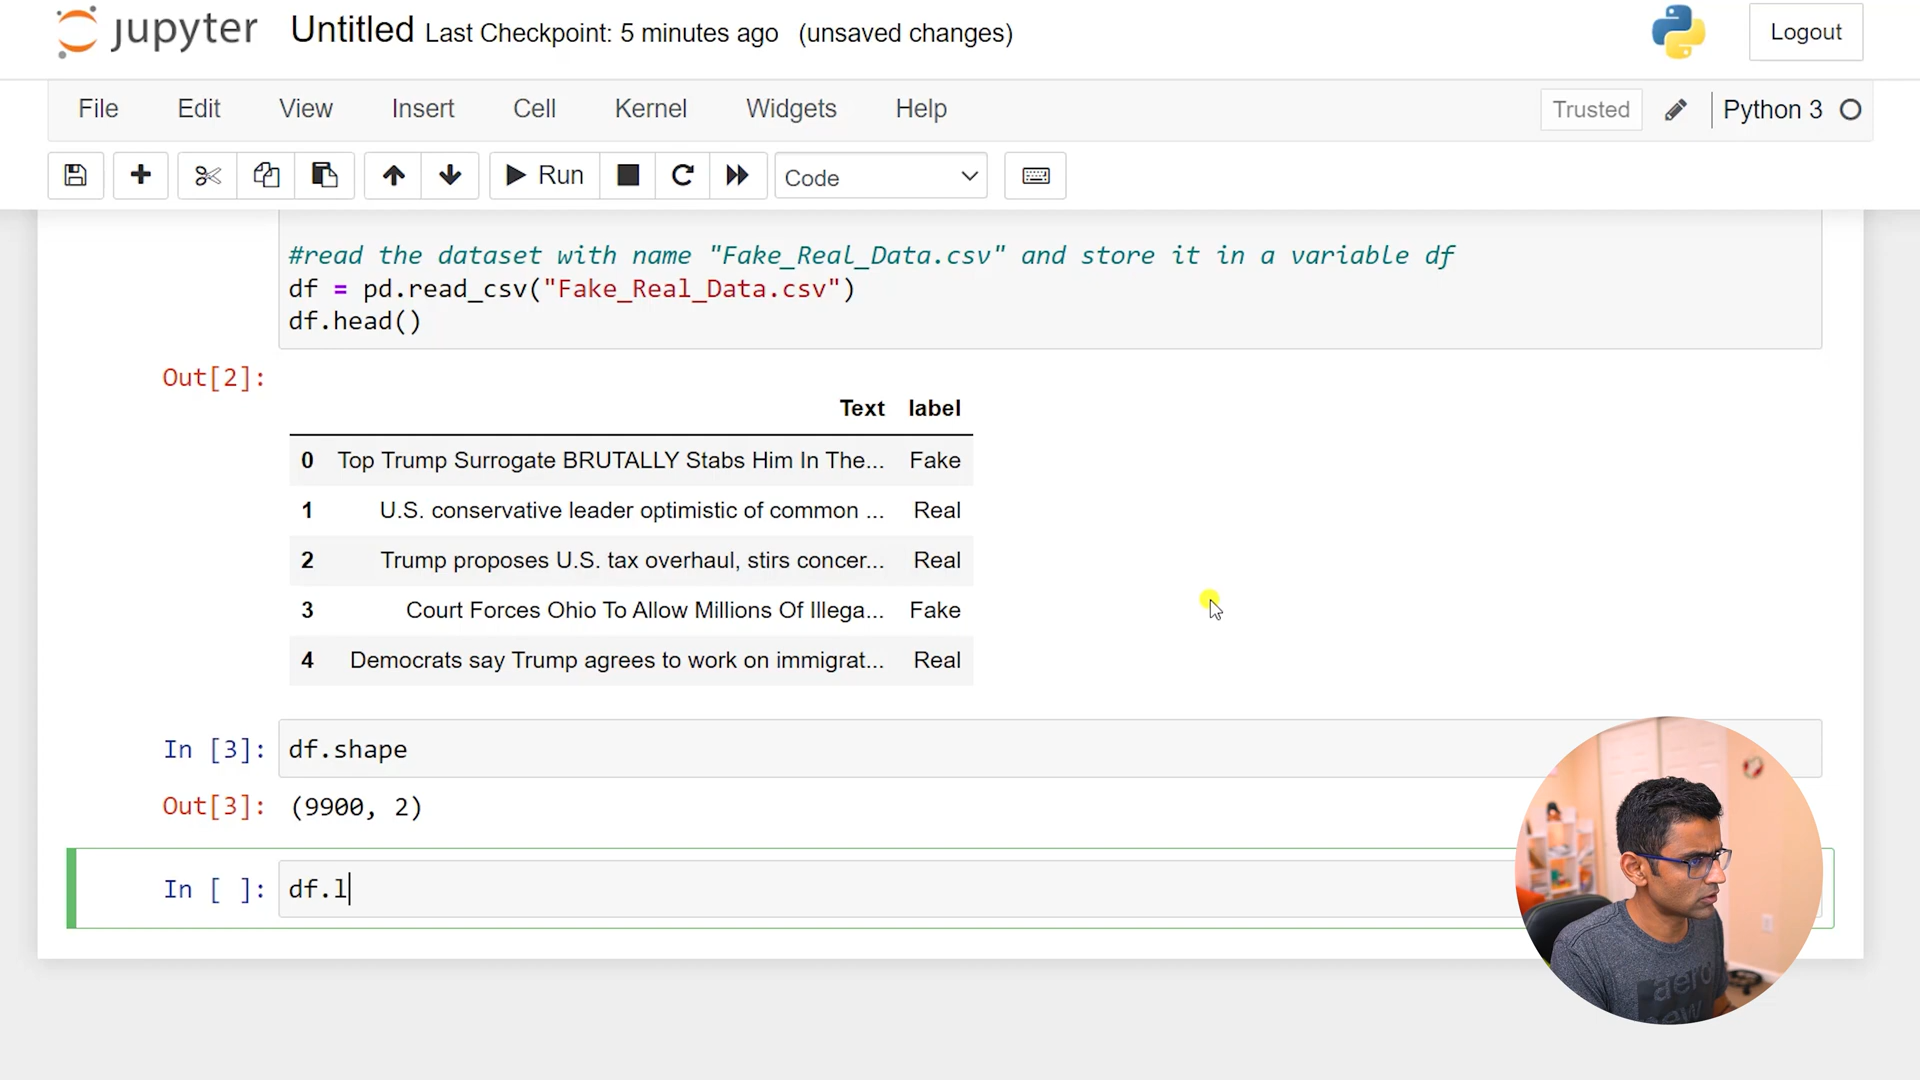 jupyter Untitled Last Checkpoint: 5 minutes ago (unsaved changes) Logout
File Edit View Insert Cell Kernel Widgets Help Trusted Python 3
Run Code
#read the dataset with name "Fake_Real_Data.csv" and store it in a variable df
df = pd.read_csv("Fake_Real_Data.csv")
df.head()
Out[2]:
Text label
0 Top Trump Surrogate BRUTALLY Stabs Him In The... Fake
1 U.S. conservative leader optimistic of common ... Real
2 Trump proposes U.S. tax overhaul, stirs concer... Real
3 Court Forces Ohio To Allow Millions Of Illega... Fake
4 Democrats say Trump agrees to work on immigrat... Real
In [3]: df.shape
Out[3]: (9900, 2)
In [ ]: df.l
aero